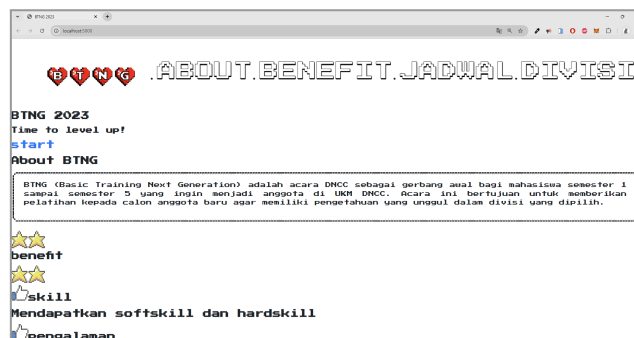 BTNG 2023
localhost:3000
B T N G .ABOUT.BENEFIT.JADWAL.DIVISI
BTNG 2023
Time to level up!
start
About BTNG
BTNG (Basic Training Next Generation) adalah acara DNCC sebagai gerbang awal bagi mahasiswa semester 1
sampai semester 5 yang ingin menjadi anggota di UKM DNCC. Acara ini bertujuan untuk memberikan
pelatihan kepada calon anggota baru agar memiliki pengetahuan yang unggul dalam divisi yang dipilih.
benefit
skill
Mendapatkan softskill dan hardskill
pengalaman